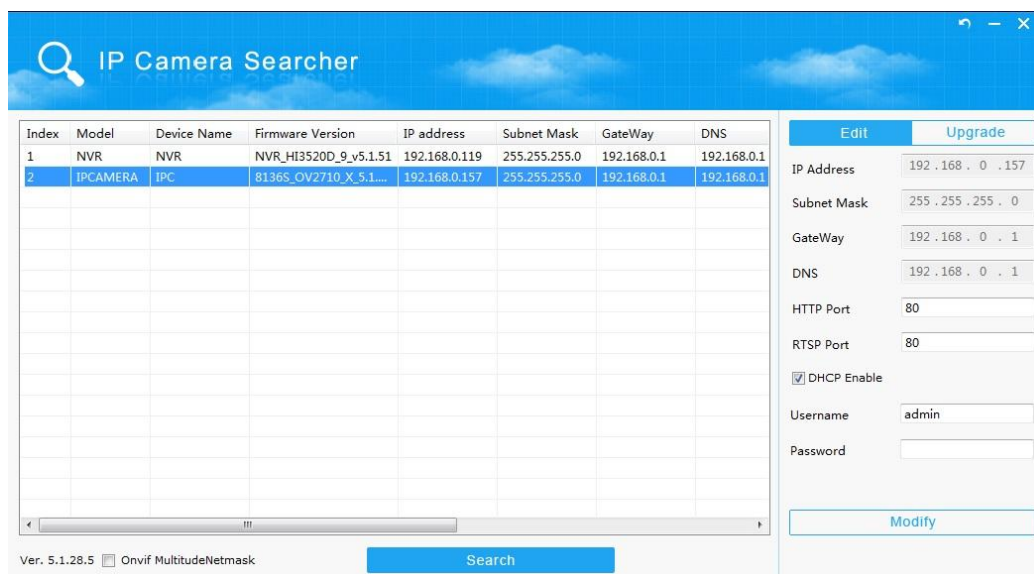 IP Camera Searcher
Index Model Device Name Firmware Version IP address Subnet Mask GateWay DNS
1 NVR NVR NVR_HI3520D_9_v5.1.51 192.168.0.119 255.255.255.0 192.168.0.1 192.168.0.1
2 IPCAMERA IPC 8136S_OV2710_X_5.1.... 192.168.0.157 255.255.255.0 192.168.0.1 192.168.0.1
Edit Upgrade
IP Address 192 . 168 . 0 . 157
Subnet Mask 255 . 255 . 255 . 0
GateWay 192 . 168 . 0 . 1
DNS 192 . 168 . 0 . 1
HTTP Port 80
RTSP Port 80
DHCP Enable
Username admin
Password
Modify
Ver. 5.1.28.5 Onvif MultitudeNetmask
Search